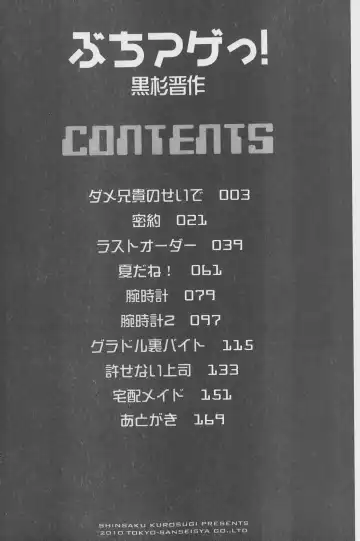 ぶちアゲっ!
黒杉晋作
CONTENTS
ダメ兄貴のせいで 003
密約 021
ラストオーダー 039
夏だね! 061
腕時計 079
腕時計2 097
グラドル裏バイト 115
許せない上司 133
宅配メイド 151
あとがき 169
SHINSAKU KUROSUGI PRESENTS
2010 TOKYO-SANSEISYA CO.,LTD